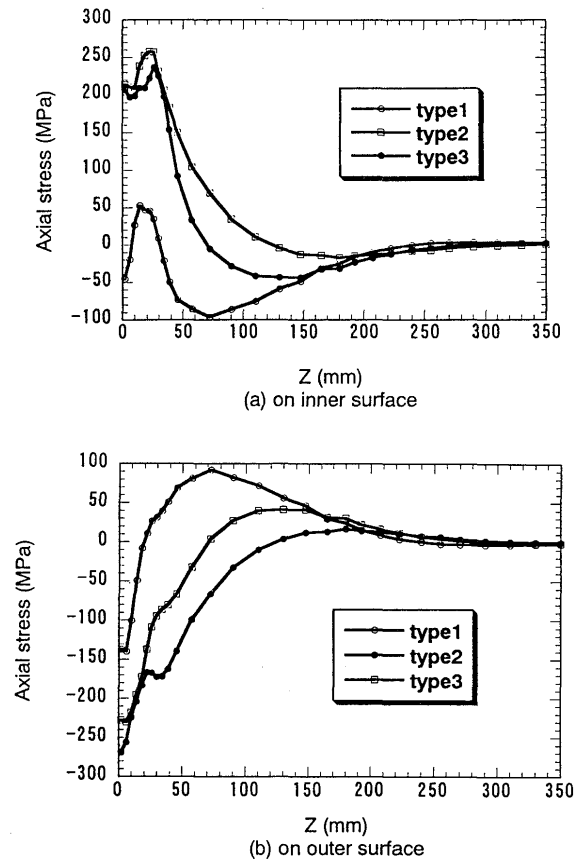 300
250
200
150
100
50
0
-50
-100
Axial stress (MPa)
type1
type2
type3
0 50 100 150 200 250 300 350
Z (mm)
(a) on inner surface
100
50
0
-50
-100
-150
-200
-250
-300
Axial stress (MPa)
type1
type2
type3
0 50 100 150 200 250 300 350
Z (mm)
(b) on outer surface